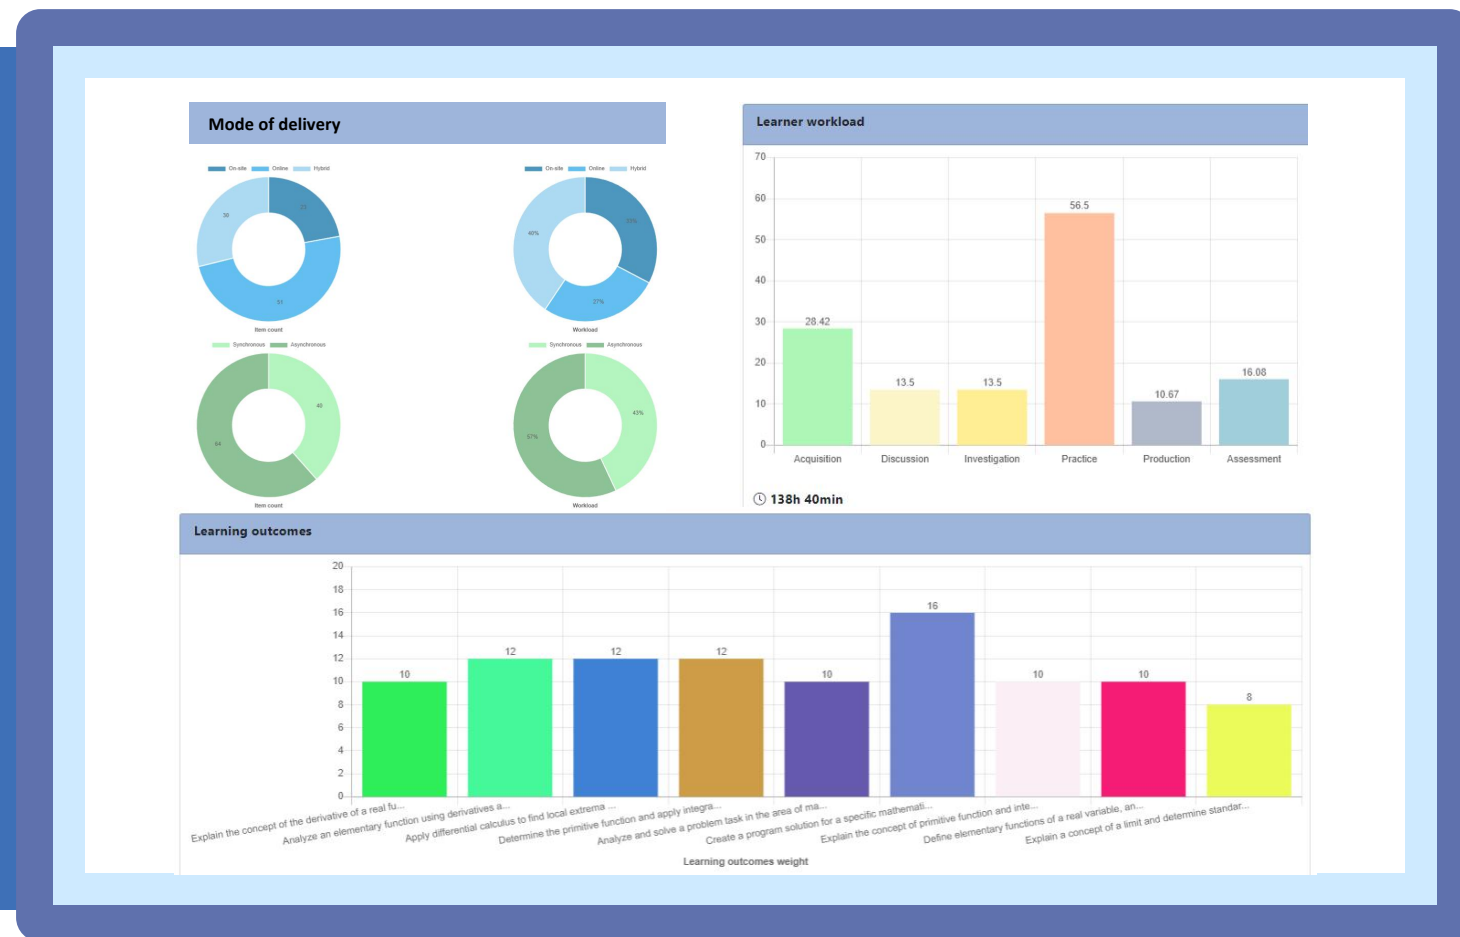 Mode of delivery
On-site Online Hybrid
30
51
Item count
On-site Online Hybrid
40%
27%
Workload
Synchronous Asynchronous
40
64
Item count
Synchronous Asynchronous
43%
57%
Workload
Learner workload
70
60
50
40
30
20
10
0
28.42
13.5
13.5
56.5
10.67
16.08
Acquisition Discussion Investigation Practice Production Assessment
138h 40min
Learning outcomes
20
18
16
14
12
10
8
6
4
2
0
10
12
12
12
10
16
10
10
8
Explain the concept of the derivative of a real fu...
Analyze an elementary function using derivatives a...
Apply differential calculus to find local extrema ...
Determine the primitive function and apply integra...
Analyze and solve a problem task in the area of ma...
Create a program solution for a specific mathemati...
Explain the concept of primitive function and inte...
Define elementary functions of a real variable, an...
Explain a concept of a limit and determine standar...
Learning outcomes weight